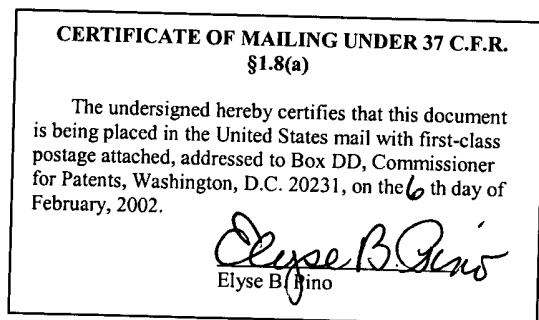 CERTIFICATE OF MAILING UNDER 37 C.F.R.
§1.8(a)
The undersigned hereby certifies that this document
is being placed in the United States mail with first-class
postage attached, addressed to Box DD, Commissioner
for Patents, Washington, D.C. 20231, on the 6 th day of
February, 2002.
Elyse B. Pino
Elyse B. Pino